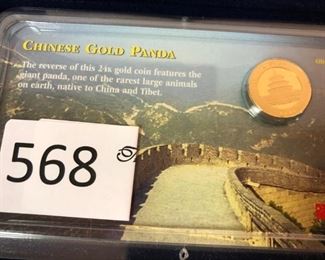 CHINESE GOLD PANDA
The reverse of this 24K gold coin features the
giant panda, one of the rarest large animals
on earth, native to China and Tibet.
568